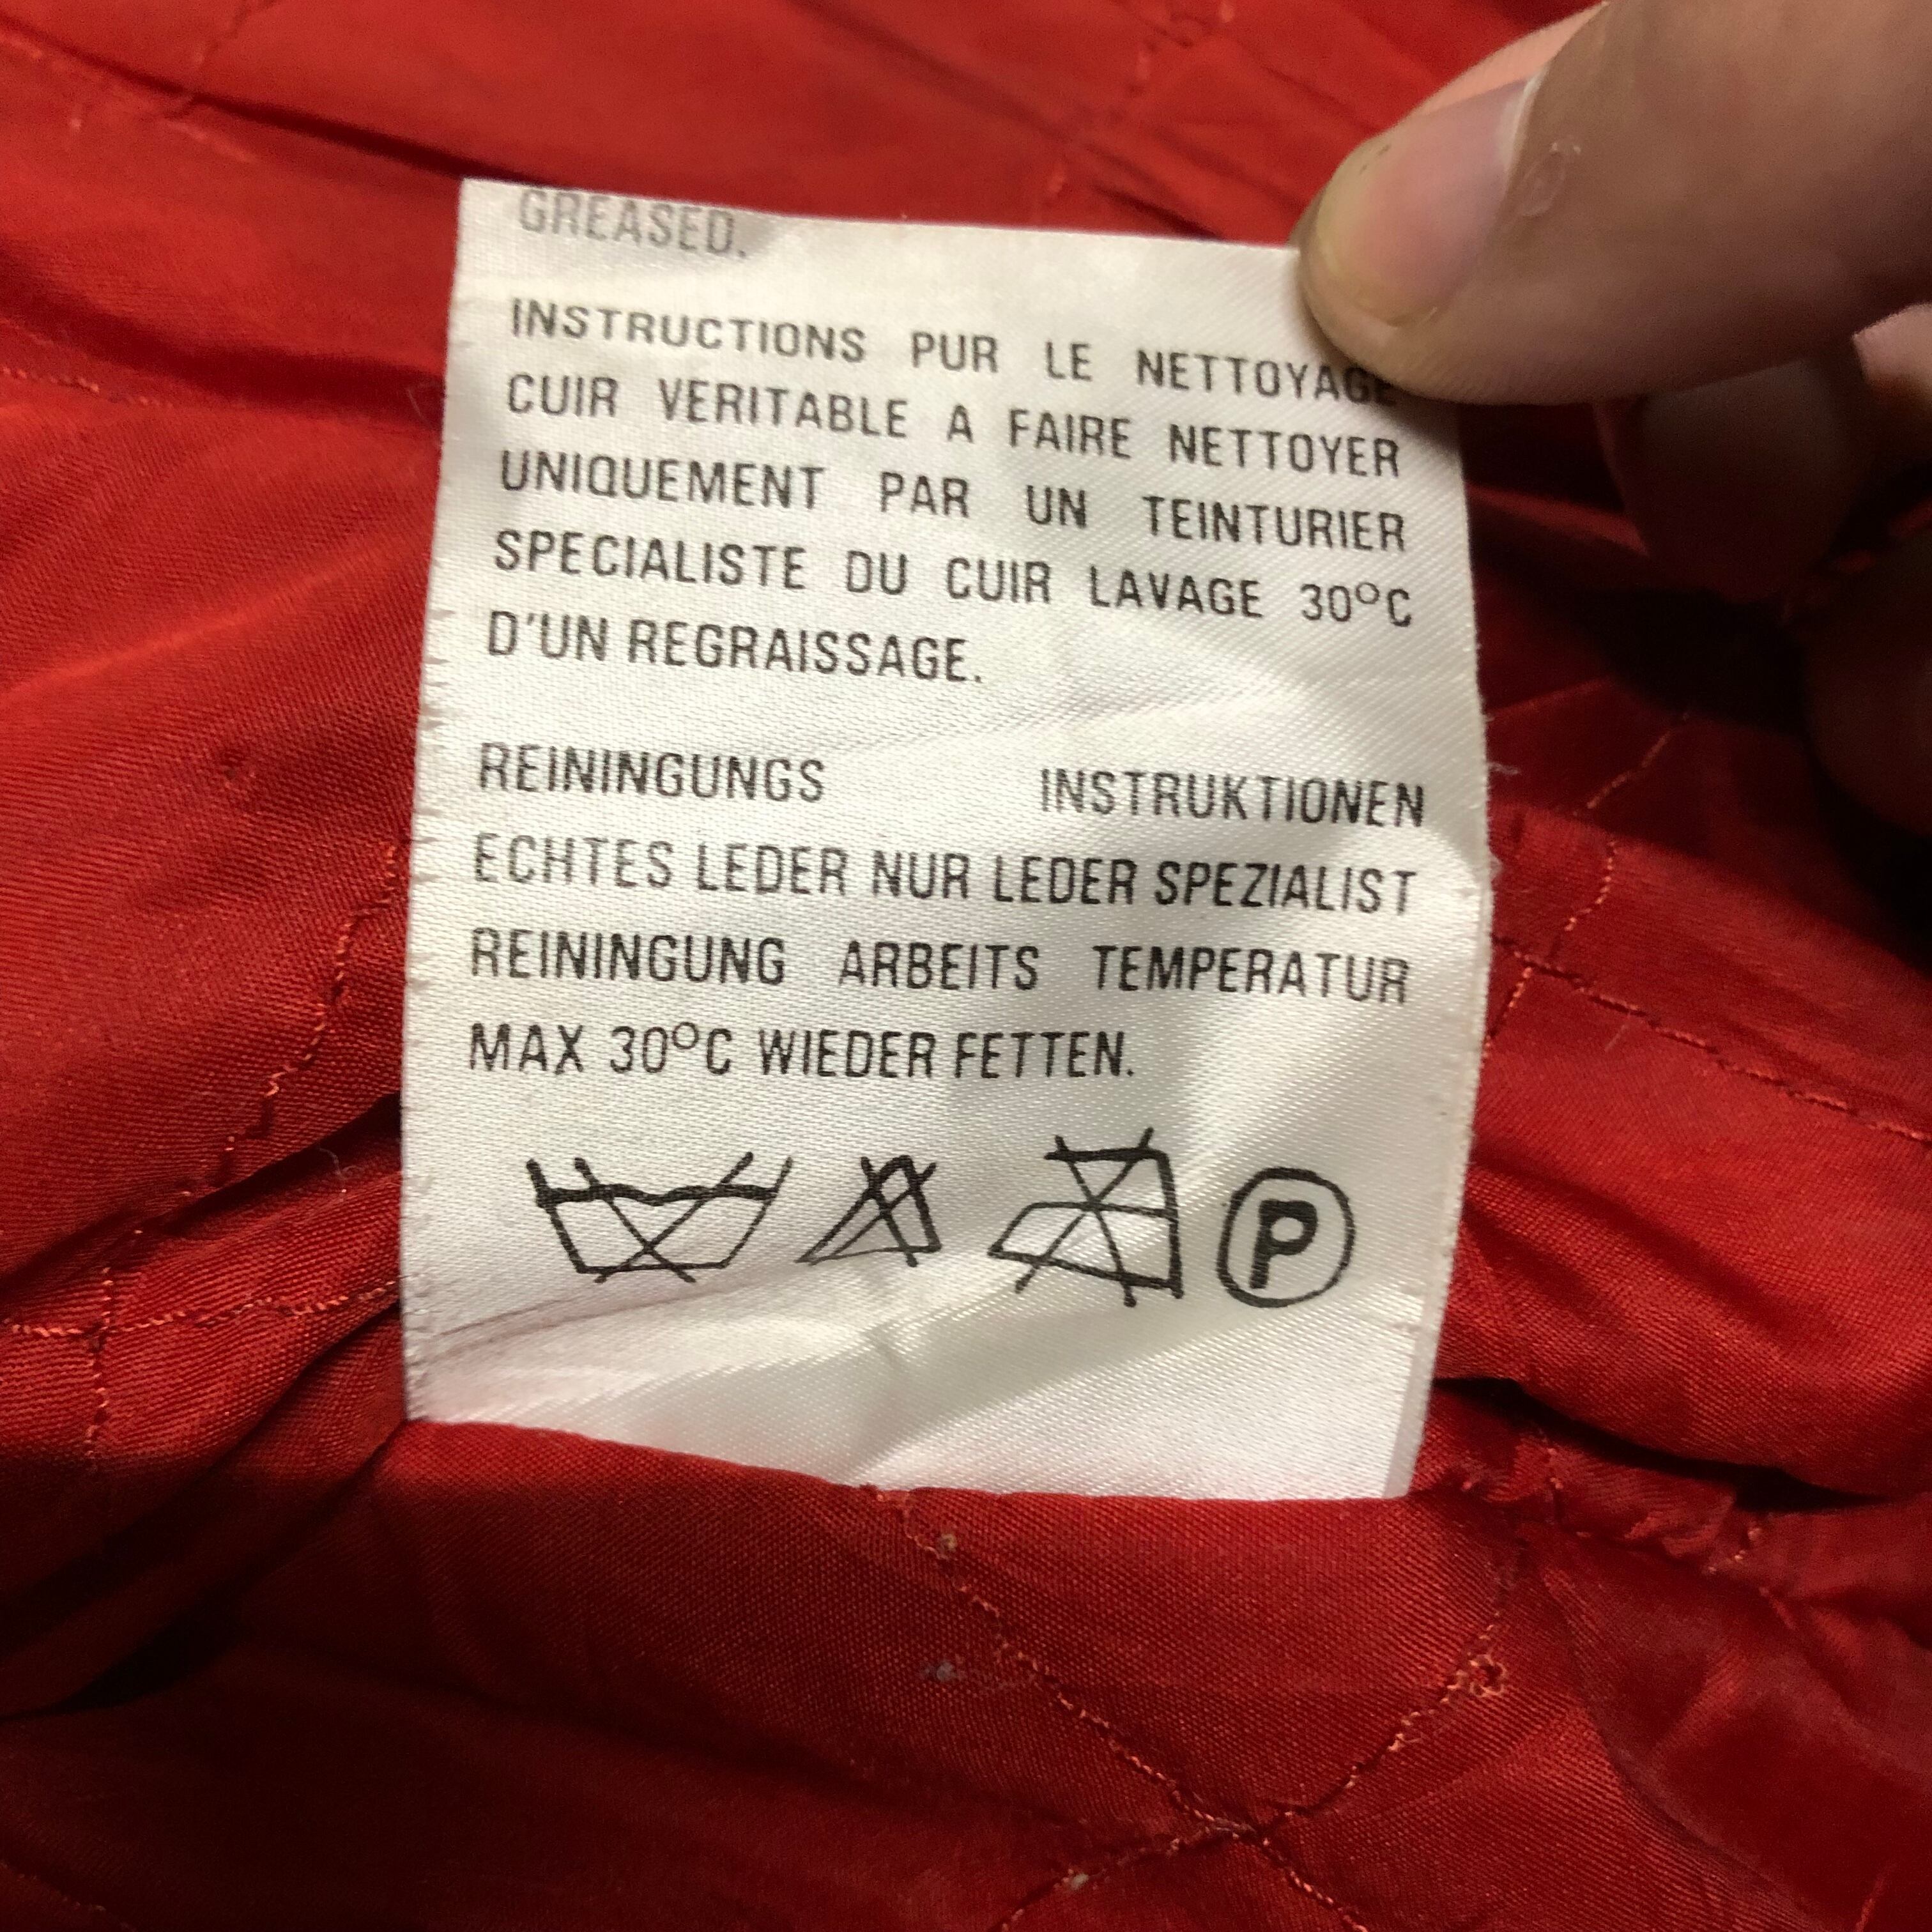 GREASED.
INSTRUCTIONS PUR LE NETTOYAGE
CUIR VERITABLE A FAIRE NETTOYER
UNIQUEMENT PAR UN TEINTURIER
SPECIALISTE DU CUIR LAVAGE 30°C
D'UN REGRAISSAGE.
REININGUNGS INSTRUKTIONEN
ECHTES LEDER NUR LEDER SPEZIALIST
REININGUNG ARBEITS TEMPERATUR
MAX 30°C WIEDER FETTEN.
P